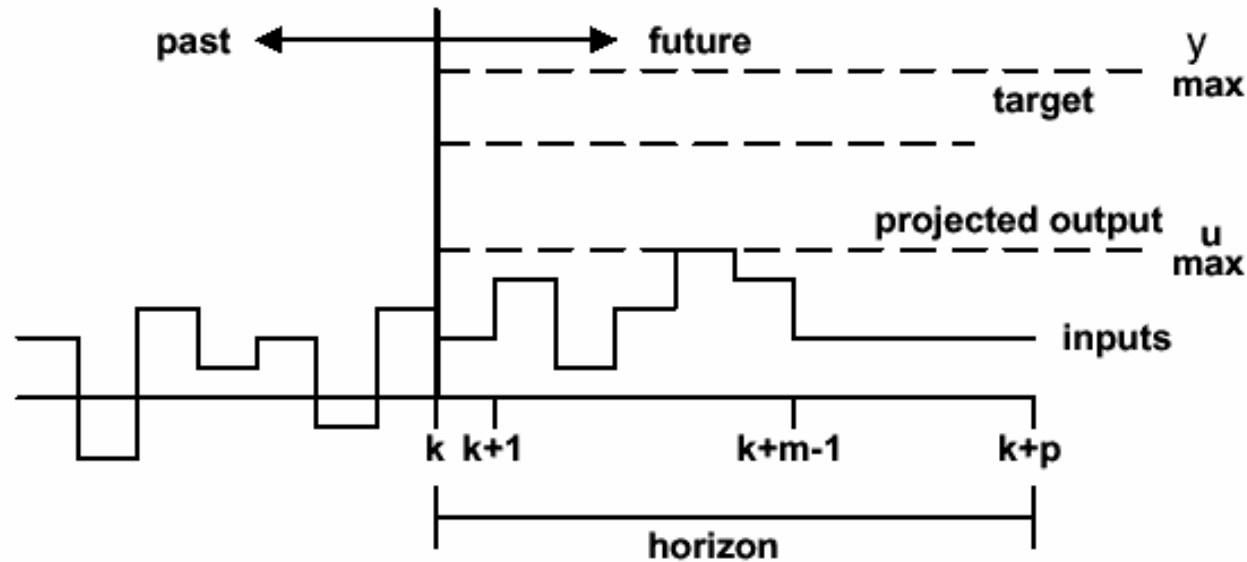 past future y
max
target
projected output
u
max
inputs
k k+1 k+m-1 k+p
horizon